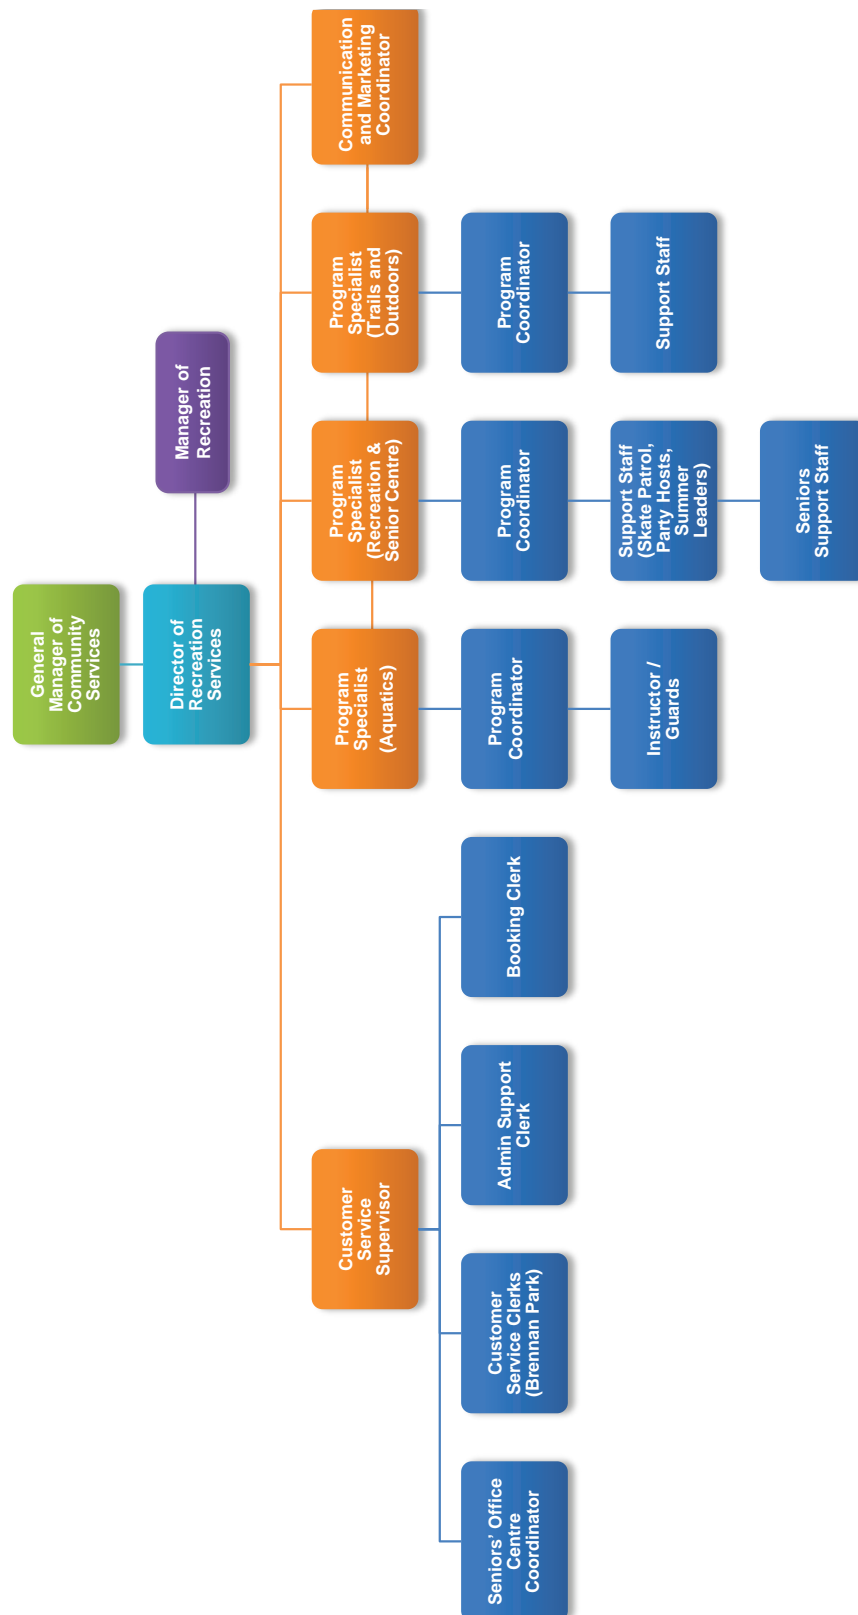 General
Manager of
Community
Services
Director of
Recreation
Services
Manager of
Recreation
Customer
Service
Supervisor
Program
Specialist
(Aquatics)
Program
Specialist
(Recreation &
Senior Centre)
Program
Specialist
(Trails and
Outdoors)
Communication
and Marketing
Coordinator
Seniors’ Office
Centre
Coordinator
Customer
Service Clerks
(Brennan Park)
Admin Support
Clerk
Booking Clerk
Program
Coordinator
Program
Coordinator
Program
Coordinator
Instructor /
Guards
Support Staff
(Skate Patrol,
Party Hosts,
Summer
Leaders)
Support Staff
Seniors
Support Staff